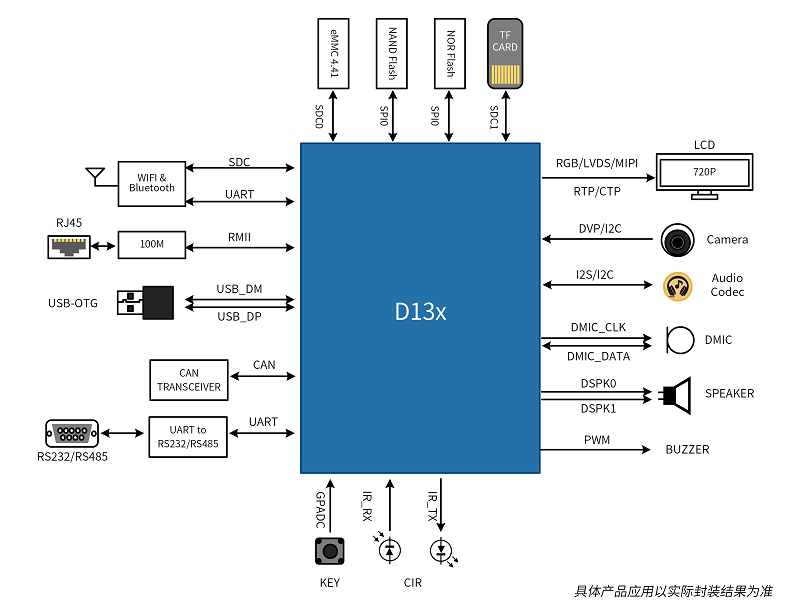 eMMC 4.41
NAND Flash
NOR Flash
TF
CARD
SDC0
SPI0
SPI0
SDC1
WIFI &
Bluetooth
SDC
UART
RJ45
100M
RMII
USB-OTG
USB_DM
USB_DP
CAN
TRANSCEIVER
CAN
UART to
RS232/RS485
UART
RS232/RS485
D13x
RGB/LVDS/MIPI
RTP/CTP
LCD
720P
DVP/I2C
Camera
I2S/I2C
Audio
Codec
DMIC_CLK
DMIC_DATA
DMIC
DSPK0
DSPK1
SPEAKER
PWM
BUZZER
GPADC
IR_RX
IR_TX
KEY
CIR
具体产品应用以实际封装结果为准